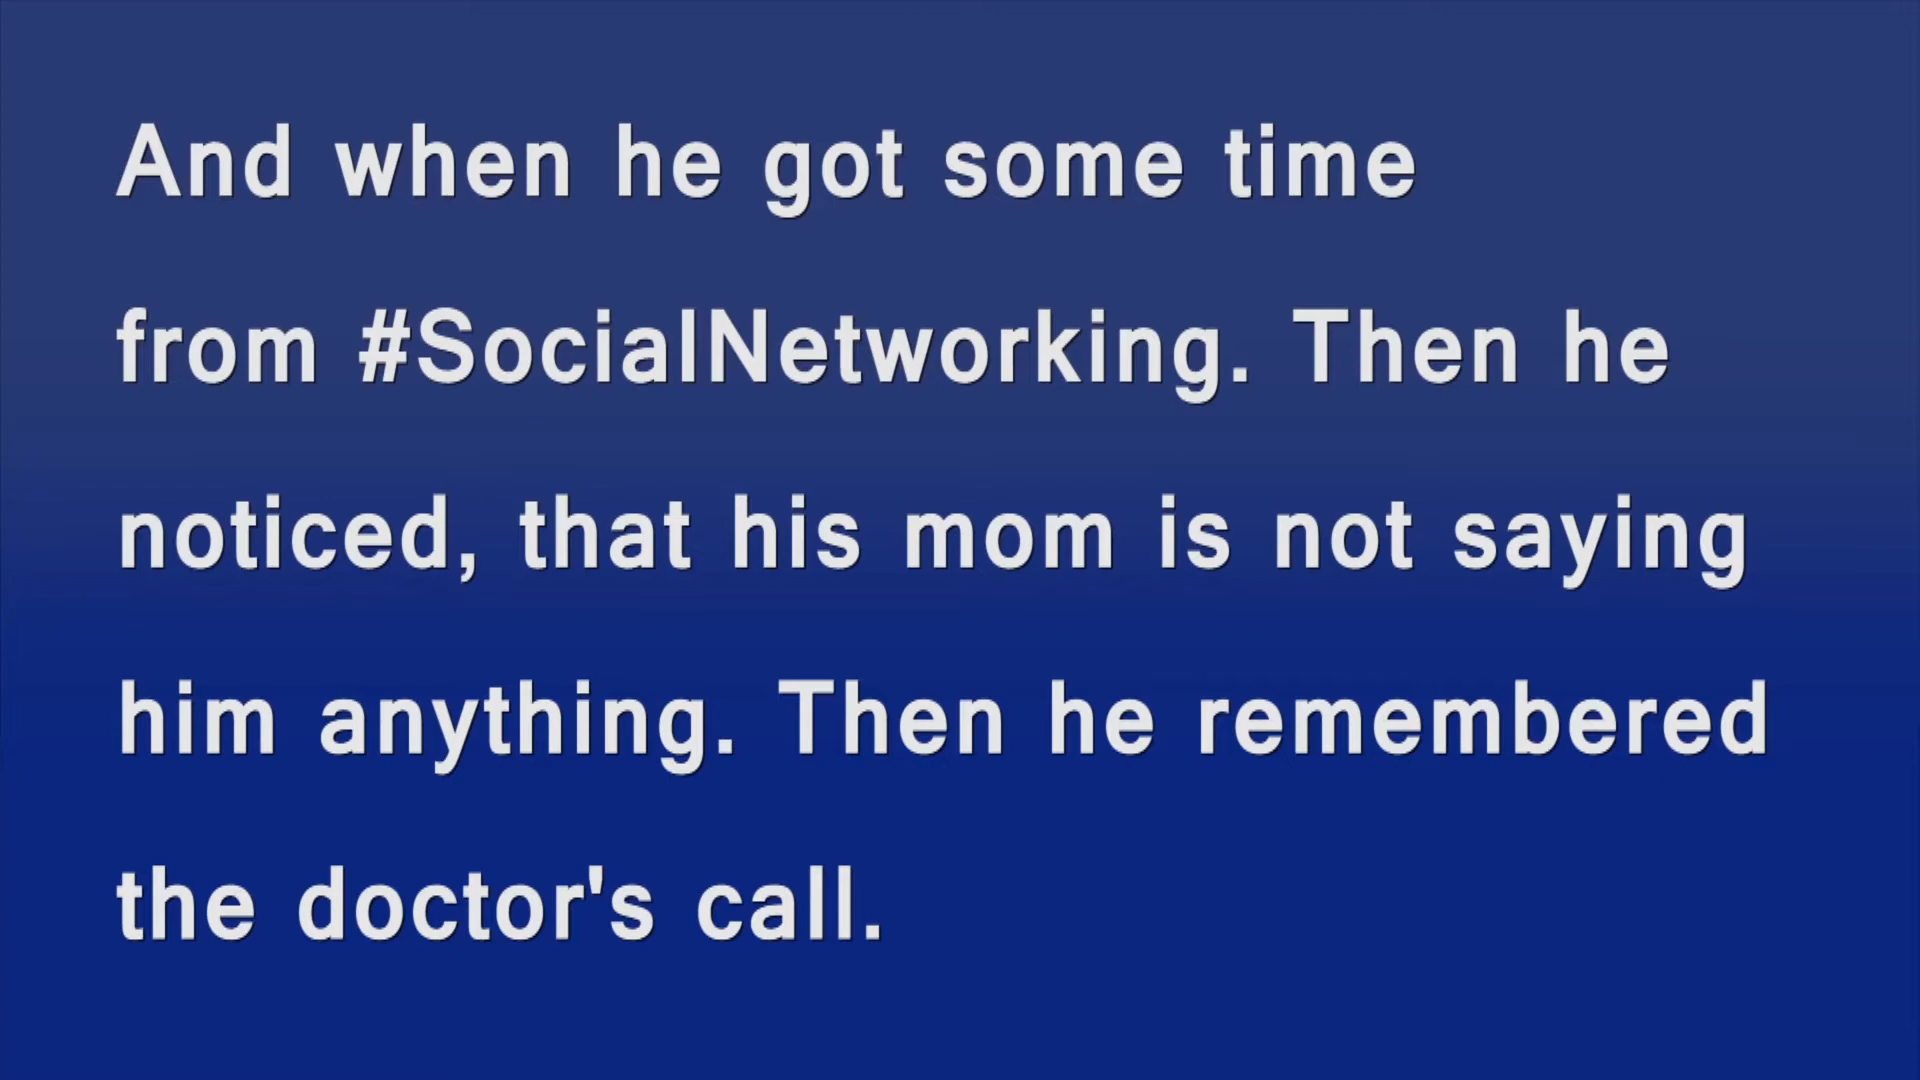 And when he got some time
from #SocialNetworking. Then he
noticed, that his mom is not saying
him anything. Then he remembered
the doctor's call.